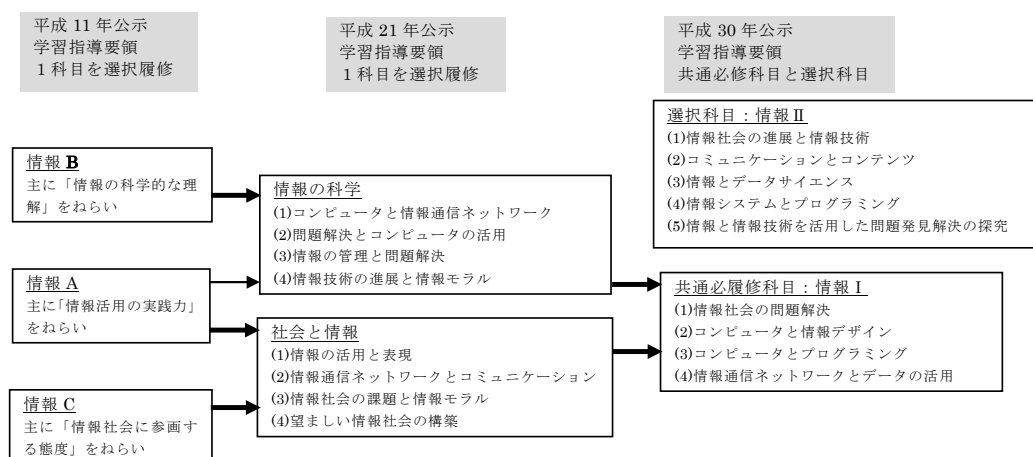 平成 11 年公示
学習指導要領
1 科目を選択履修
平成 21 年公示
学習指導要領
1 科目を選択履修
平成 30 年公示
学習指導要領
共通必修科目と選択科目
情報 B
主に「情報の科学的な理
解」をねらい
情報 A
主に「情報活用の実践力」
をねらい
情報 C
主に「情報社会に参画す
る態度」をねらい
情報の科学
(1)コンピュータと情報通信ネットワーク
(2)問題解決とコンピュータの活用
(3)情報の管理と問題解決
(4)情報技術の進展と情報モラル
社会と情報
(1)情報の活用と表現
(2)情報通信ネットワークとコミュニケーション
(3)情報社会の課題と情報モラル
(4)望ましい情報社会の構築
選択科目：情報Ⅱ
(1)情報社会の進展と情報技術
(2)コミュニケーションとコンテンツ
(3)情報とデータサイエンス
(4)情報システムとプログラミング
(5)情報と情報技術を活用した問題発見解決の探究
共通必履修科目：情報Ⅰ
(1)情報社会の問題解決
(2)コンピュータと情報デザイン
(3)コンピュータとプログラミング
(4)情報通信ネットワークとデータの活用